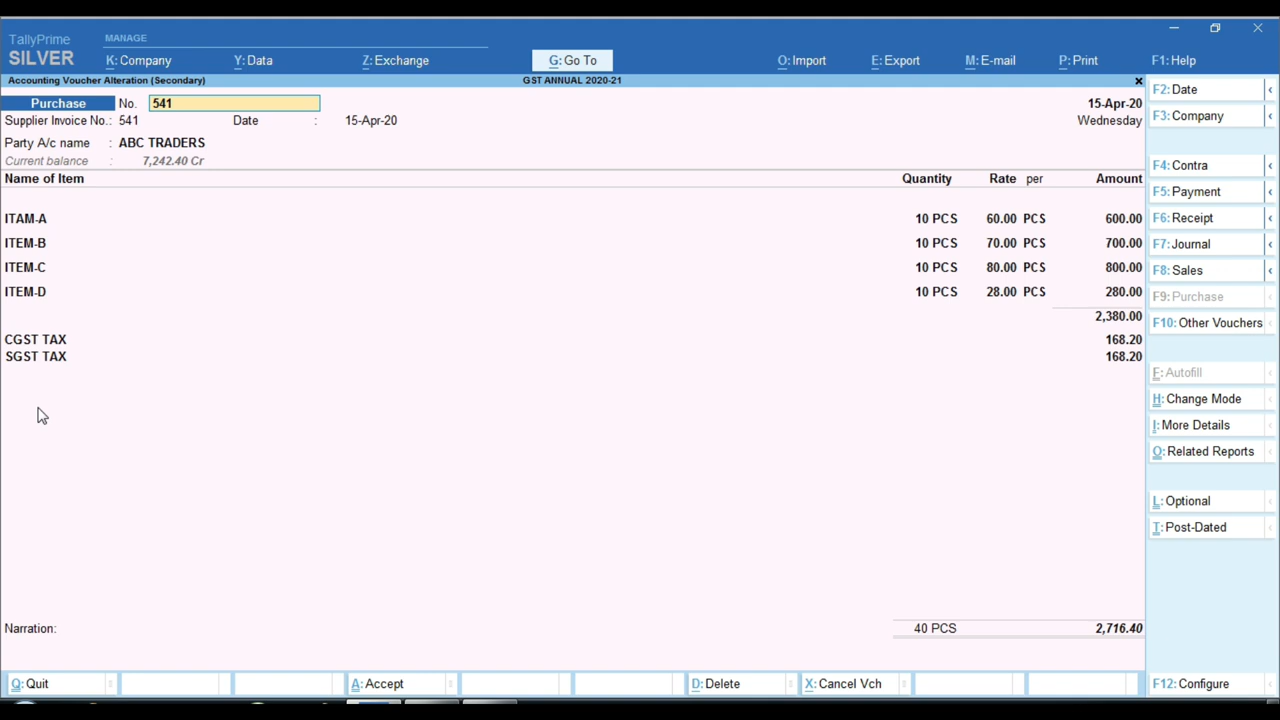 TallyPrime MANAGE
SILVER K: Company Y: Data Z: Exchange G: Go To O: Import E: Export M: E-mail P: Print F1: Help
Accounting Voucher Alteration (Secondary) GST ANNUAL 2020-21 x
Purchase No. 541 15-Apr-20
Supplier Invoice No.: 541 Date : 15-Apr-20 Wednesday
Party A/c name : ABC TRADERS
Current balance : 7,242.40 Cr
Name of Item Quantity Rate per Amount
ITAM-A 10 PCS 60.00 PCS 600.00
ITEM-B 10 PCS 70.00 PCS 700.00
ITEM-C 10 PCS 80.00 PCS 800.00
ITEM-D 10 PCS 28.00 PCS 280.00
2,380.00
CGST TAX 168.20
SGST TAX 168.20
Narration: 40 PCS 2,716.40
F2: Date
F3: Company
F4: Contra
F5: Payment
F6: Receipt
F7: Journal
F8: Sales
F9: Purchase
F10: Other Vouchers
F: Autofill
H: Change Mode
I: More Details
O: Related Reports
L: Optional
T: Post-Dated
Q: Quit A: Accept D: Delete X: Cancel Vch F12: Configure